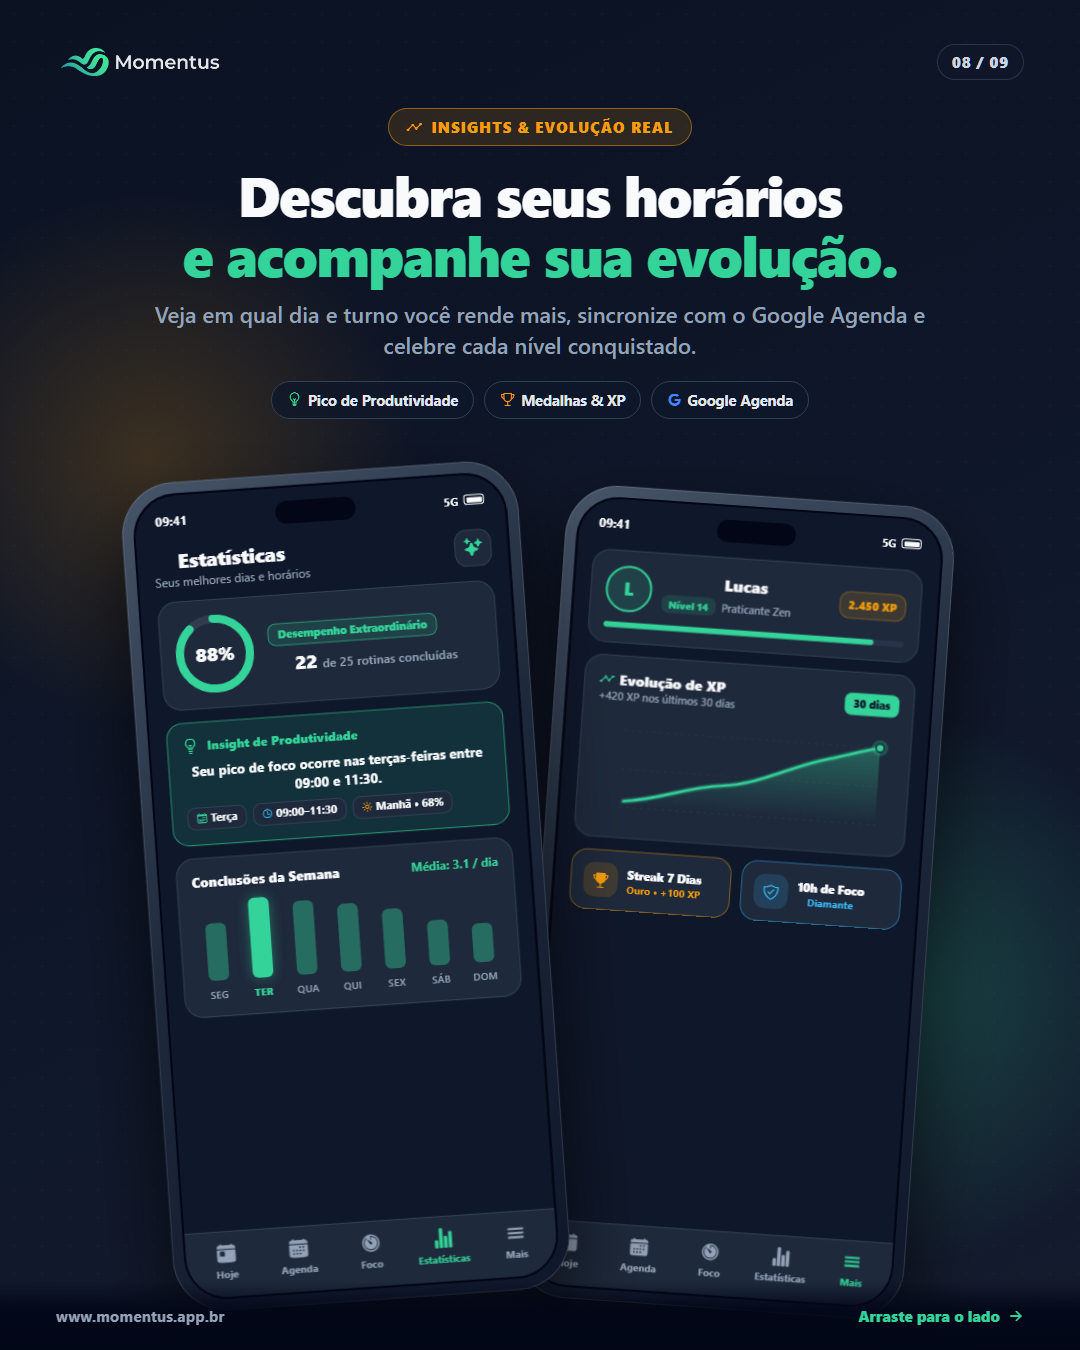 Momentus
08 / 09
INSIGHTS & EVOLUÇÃO REAL
Descubra seus horários
e acompanhe sua evolução.
Veja em qual dia e turno você rende mais, sincronize com o Google Agenda e
celebre cada nível conquistado.
Pico de Produtividade
Medalhas & XP
Google Agenda
09:41
5G
Estatísticas
Seus melhores dias e horários
88%
Desempenho Extraordinário
22 de 25 rotinas concluídas
Insight de Produtividade
Seu pico de foco ocorre nas terças-feiras entre
09:00 e 11:30.
Terça
09:00–11:30
Manhã • 68%
Conclusões da Semana
Média: 3.1 / dia
SEG TER QUA QUI SEX SÁB DOM
Hoje Agenda Foco Estatísticas Mais
09:41
5G
L
Lucas
Nível 14 Praticante Zen
2.450 XP
Evolução de XP
+420 XP nos últimos 30 dias
30 dias
Streak 7 Dias
Ouro • +100 XP
10h de Foco
Diamante
oje Agenda Foco Estatísticas Mais
www.momentus.app.br
Arraste para o lado →